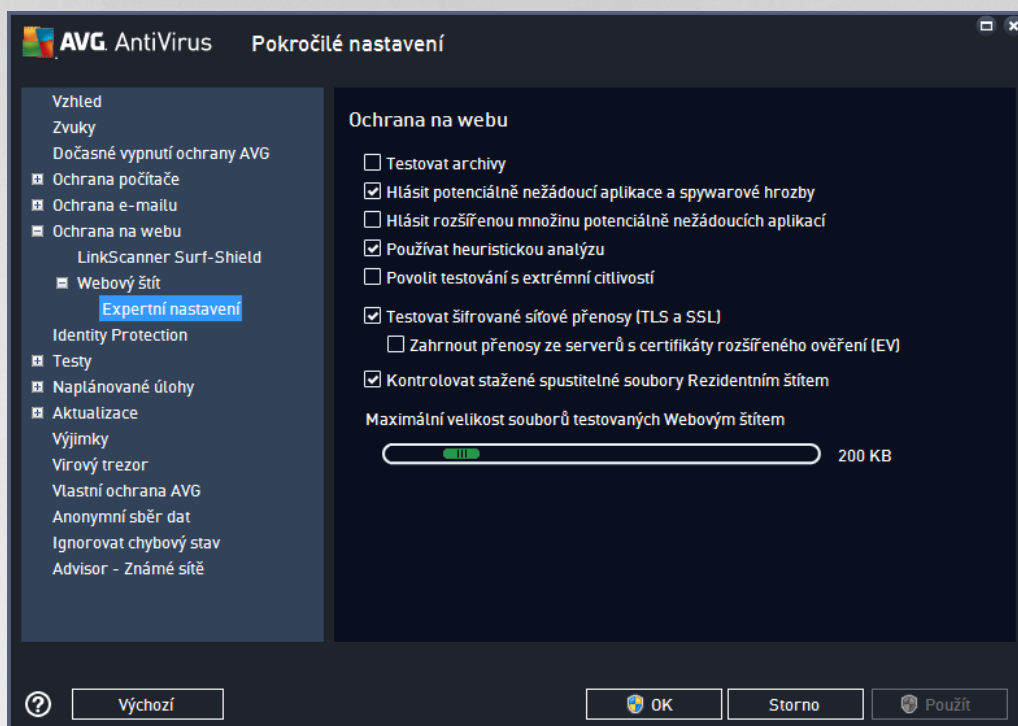 AVG. AntiVirus Pokročilé nastavení
Vzhled
Zvuky
Dočasné vypnutí ochrany AVG
Ochrana počítače
Ochrana e-mailu
Ochrana na webu
LinkScanner Surf-Shield
Webový štít
Expertní nastavení
Identity Protection
Testy
Naplánované úlohy
Aktualizace
Výjimky
Virový trezor
Vlastní ochrana AVG
Anonymní sběr dat
Ignorovat chybový stav
Advisor - Známé sítě
Ochrana na webu
Testovat archivy
Hlásit potenciálně nežádoucí aplikace a spywarové hrozby
Hlásit rozšířenou množinu potenciálně nežádoucích aplikací
Používat heuristickou analýzu
Povolit testování s extrémní citlivostí
Testovat šifrované síťové přenosy (TLS a SSL)
Zahrnout přenosy ze serverů s certifikáty rozšířeného ověření (EV)
Kontrolovat stažené spustitelné soubory Rezidentním štítem
Maximální velikost souborů testovaných Webovým štítem
200 KB
Výchozí
OK
Storno
Použít